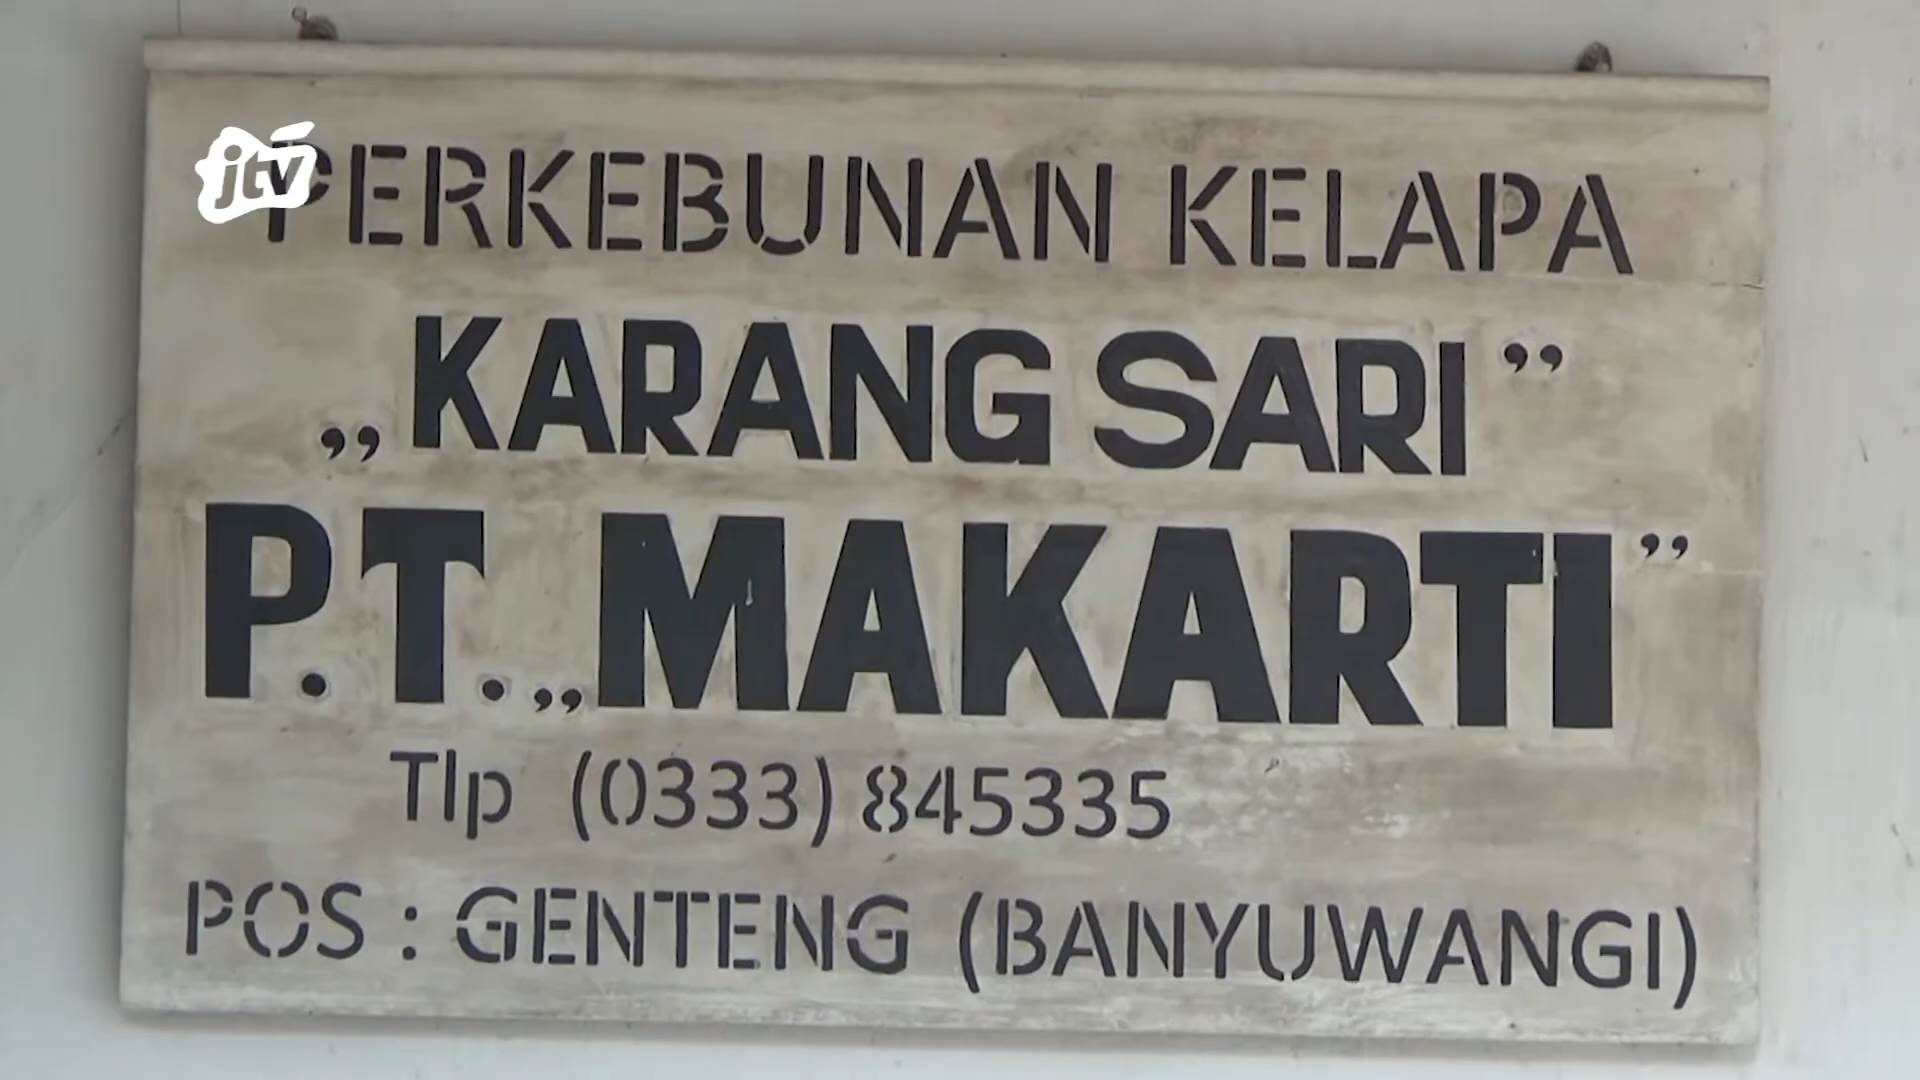 jtv
PERKEBUNAN KELAPA
„KARANG SARI”
P.T. „MAKARTI”
Tlp (0333) 845335
POS : GENTENG (BANYUWANGI)